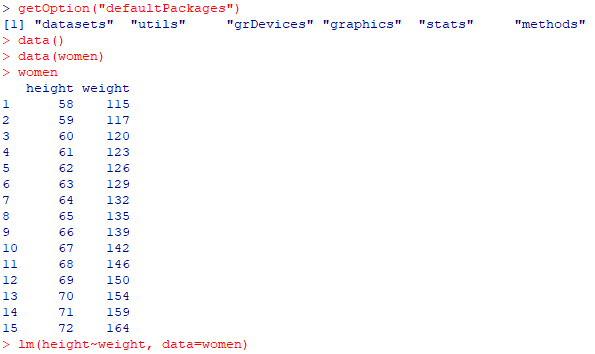 > getOption("defaultPackages")
[1] "datasets"  "utils"     "grDevices" "graphics"  "stats"     "methods"
> data()
> data(women)
> women
   height weight
1      58    115
2      59    117
3      60    120
4      61    123
5      62    126
6      63    129
7      64    132
8      65    135
9      66    139
10     67    142
11     68    146
12     69    150
13     70    154
14     71    159
15     72    164
> lm(height~weight, data=women)